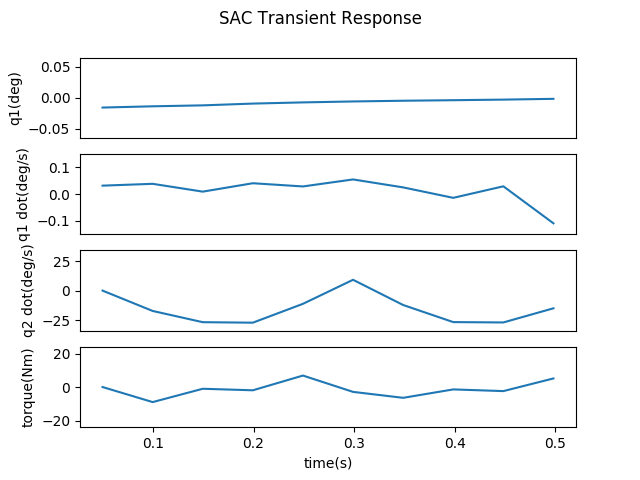 SAC Transient Response
q1(deg)
0.05
0.00
−0.05
q1 dot(deg/s)
0.1
0.0
−0.1
q2 dot(deg/s)
25
0
−25
torque(Nm)
20
0
−20
0.1 0.2 0.3 0.4 0.5
time(s)